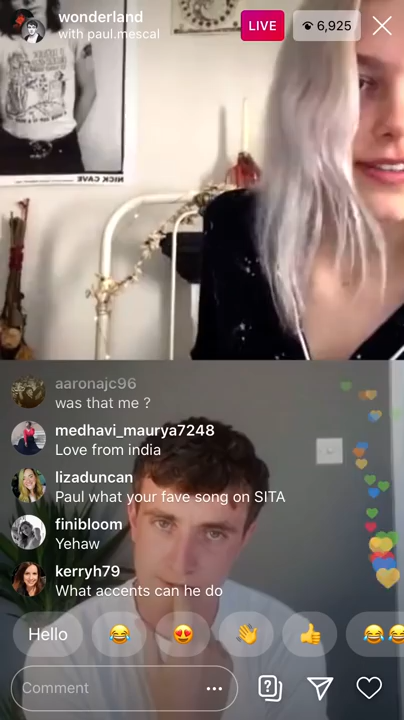 wonderland
with paul.mescal
LIVE
6,925
NICK CAVE
aaronajc96
was that me ?
medhavi_maurya7248
Love from india
lizaduncan
Paul what your fave song on SITA
finibloom
Yehaw
kerryh79
What accents can he do
Hello
Comment